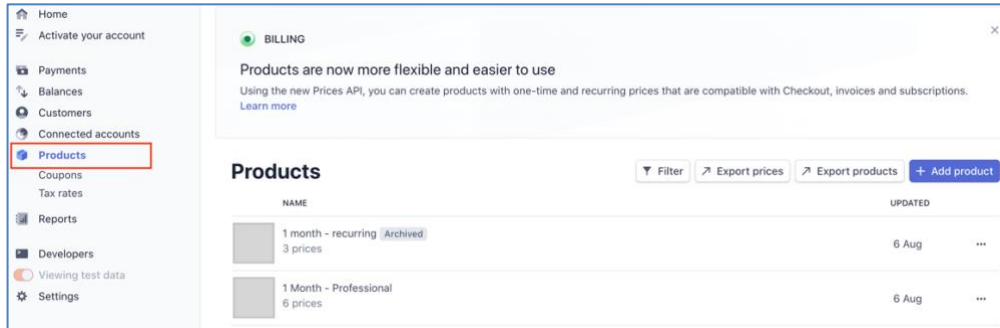 Home
Activate your account
Payments
Balances
Customers
Connected accounts
Products
Coupons
Tax rates
Reports
Developers
Viewing test data
Settings
BILLING
×
Products are now more flexible and easier to use
Using the new Prices API, you can create products with one-time and recurring prices that are compatible with Checkout, invoices and subscriptions.
Learn more
Products
Filter
Export prices
Export products
+ Add product
NAME UPDATED
1 month - recurring Archived
3 prices
6 Aug
1 Month - Professional
6 prices
6 Aug